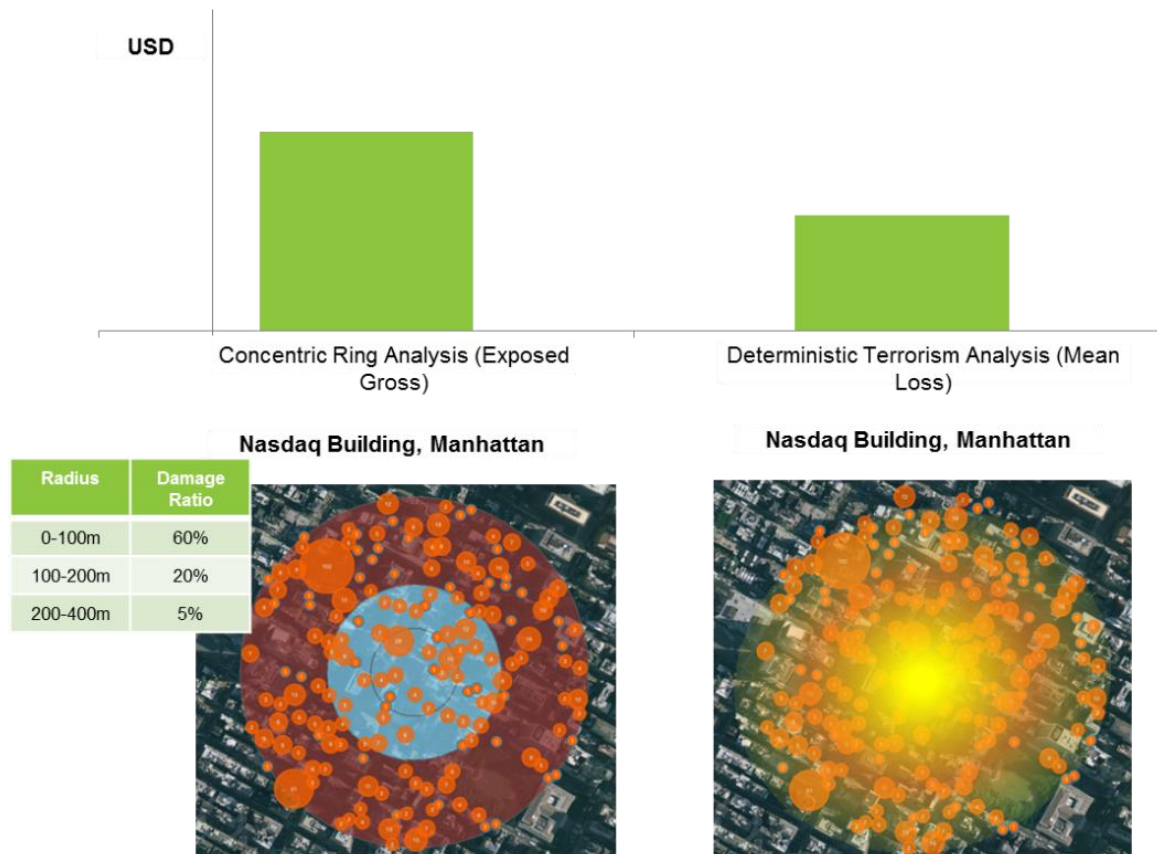 USD
Concentric Ring Analysis (Exposed
Gross)
Deterministic Terrorism Analysis (Mean
Loss)
Nasdaq Building, Manhattan
Nasdaq Building, Manhattan
Radius Damage
Ratio
0-100m 60%
100-200m 20%
200-400m 5%